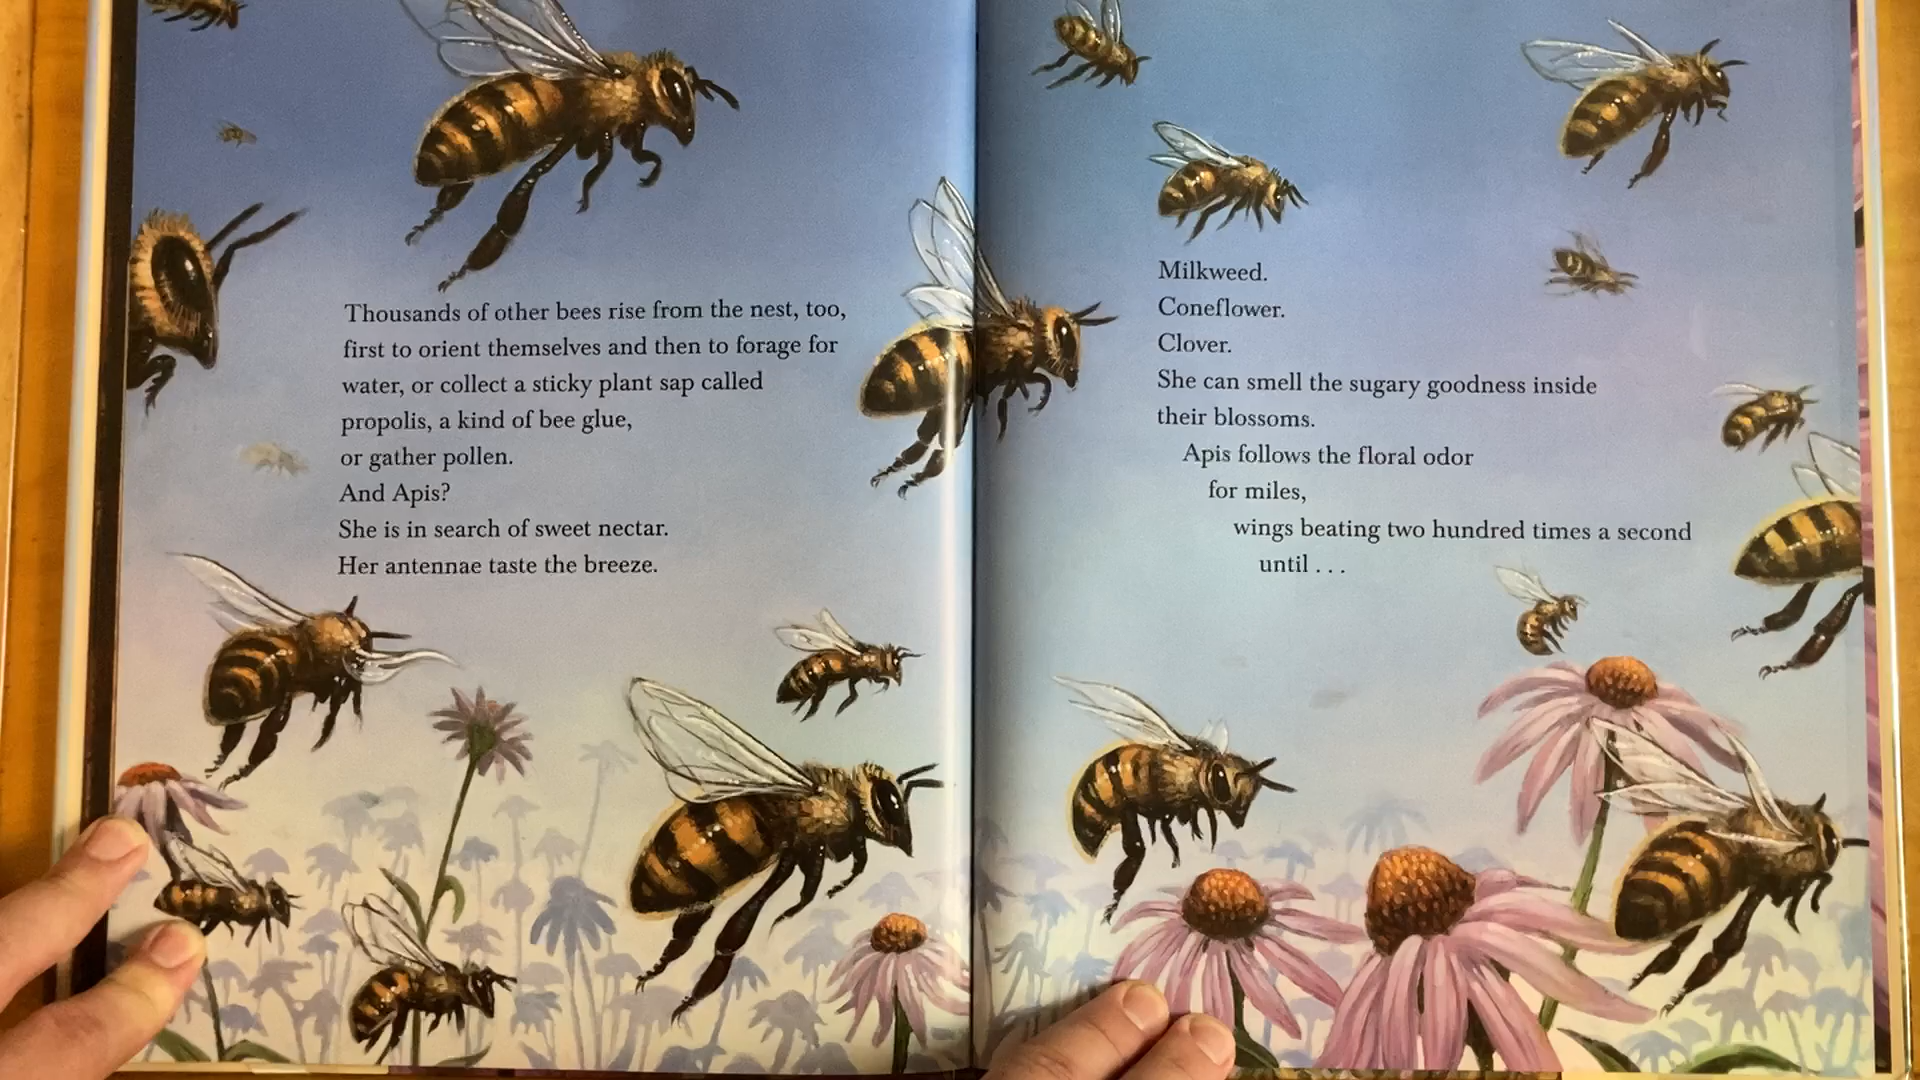 Thousands of other bees rise from the nest, too,
first to orient themselves and then to forage for
water, or collect a sticky plant sap called
propolis, a kind of bee glue,
or gather pollen.
And Apis?
She is in search of sweet nectar.
Her antennae taste the breeze.
Milkweed.
Coneflower.
Clover.
She can smell the sugary goodness inside
their blossoms.
Apis follows the floral odor
for miles,
wings beating two hundred times a second
until . . .